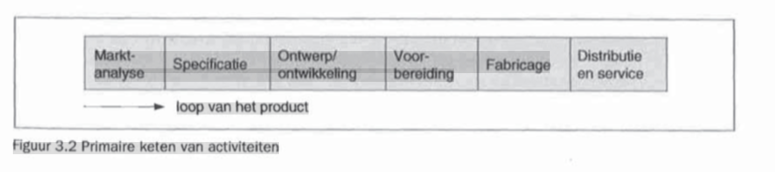 Markt-
analyse
Specificatie
Ontwerp/
ontwikkeling
Voor-
bereiding
Fabricage
Distributie
en service
loop van het product
Figuur 3.2 Primaire keten van activiteiten